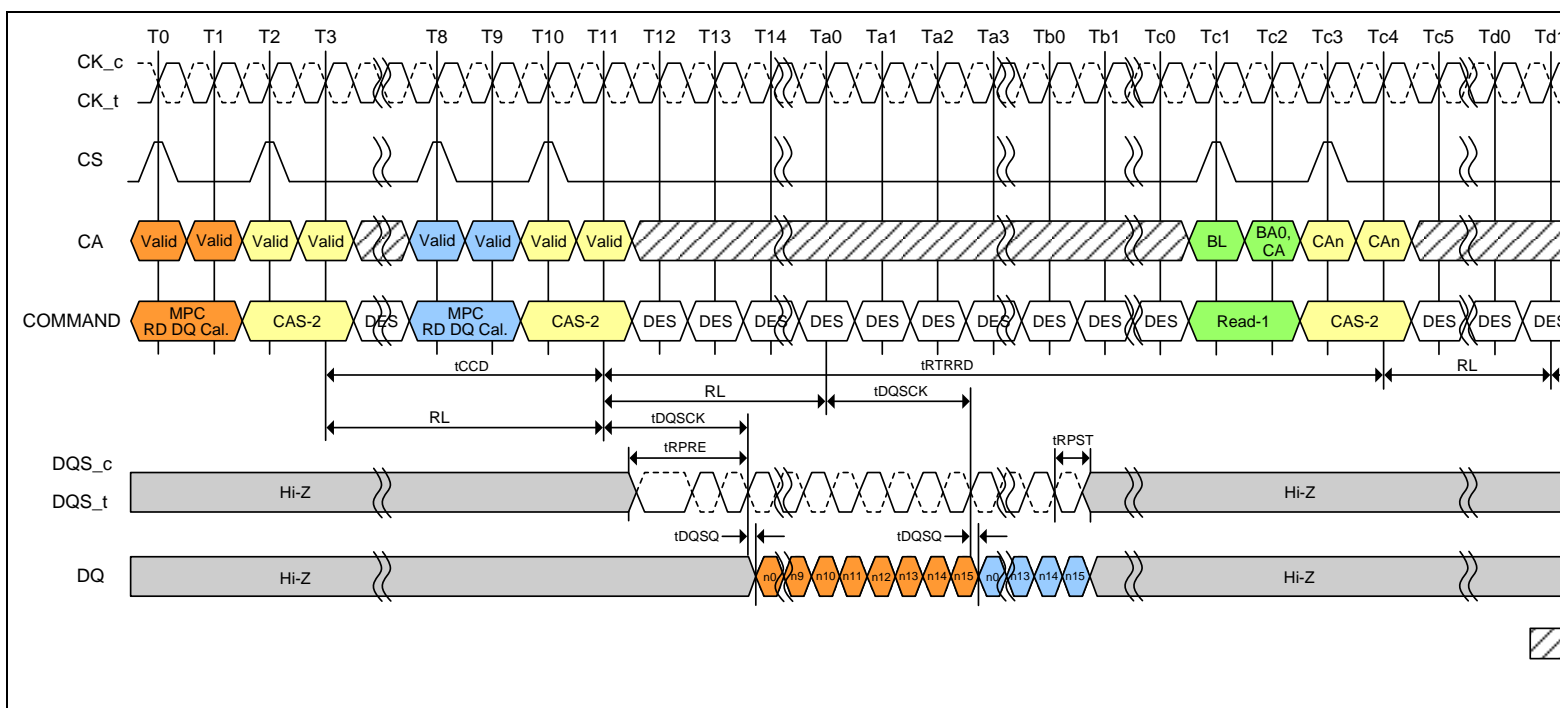 T0 T1 T2 T3 T8 T9 T10 T11 T12 T13 T14 Ta0 Ta1 Ta2 Ta3 Tb0 Tb1 Tc0 Tc1 Tc2 Tc3 Tc4 Tc5 Td0 Td1
CK_c
CK_t
CS
CA Valid Valid Valid Valid Valid Valid Valid Valid BL BA0, CA CAn CAn
COMMAND MPC RD DQ Cal. CAS-2 DES MPC RD DQ Cal. CAS-2 DES DES DES DES DES DES DES DES DES DES Read-1 CAS-2 DES DES DES
tCCD tRTRRD RL
RL tDQSCK
RL tDQSCK
tRPRE tRPST
DQS_c
DQS_t Hi-Z Hi-Z
tDQSQ tDQSQ
DQ Hi-Z n0 n9 n10 n11 n12 n13 n14 n15 n0 n13 n14 n15 Hi-Z